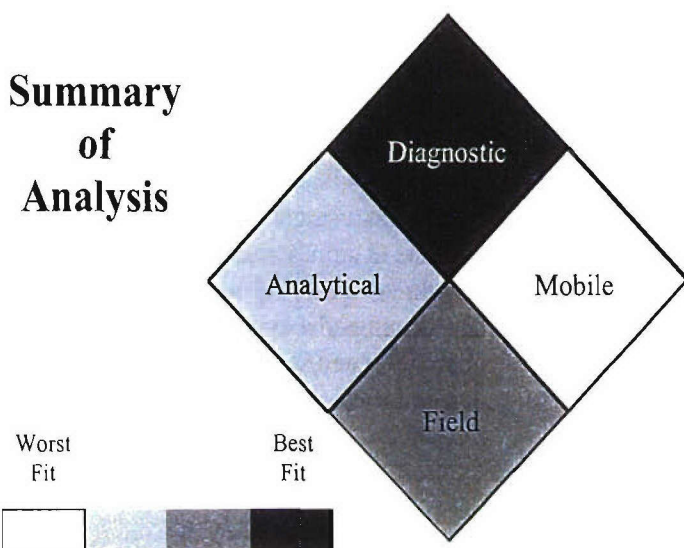 Summary
of
Analysis
Diagnostic
Analytical
Mobile
Field
Worst
Fit
Best
Fit